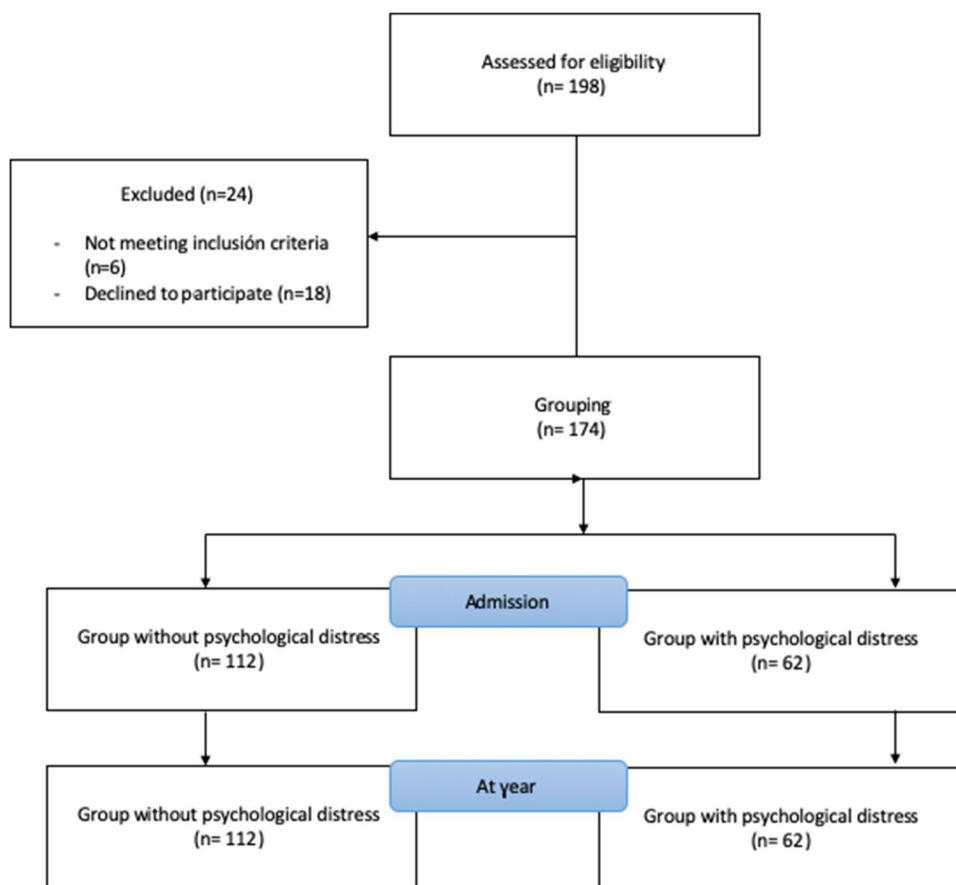 Assessed for eligibility
(n= 198)
Excluded (n=24)
- Not meeting inclusión criteria
(n=6)
- Declined to participate (n=18)
Grouping
(n= 174)
Admission
Group without psychological distress
(n= 112)
Group with psychological distress
(n= 62)
At year
Group without psychological distress
(n= 112)
Group with psychological distress
(n= 62)